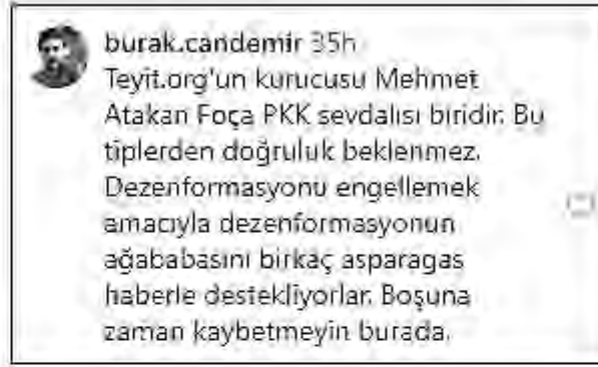 burak.candemir 35h
Teyit.org'un kurucusu Mehmet
Atakan Foça PKK sevdalısı biridir. Bu
tiplerden doğruluk beklenmez.
Dezenformasyonu engellemek
amacıyla dezenformasyonun
ağababasını birkaç asparagas
haberle destekliyorlar. Boşuna
zaman kaybetmeyin burada.